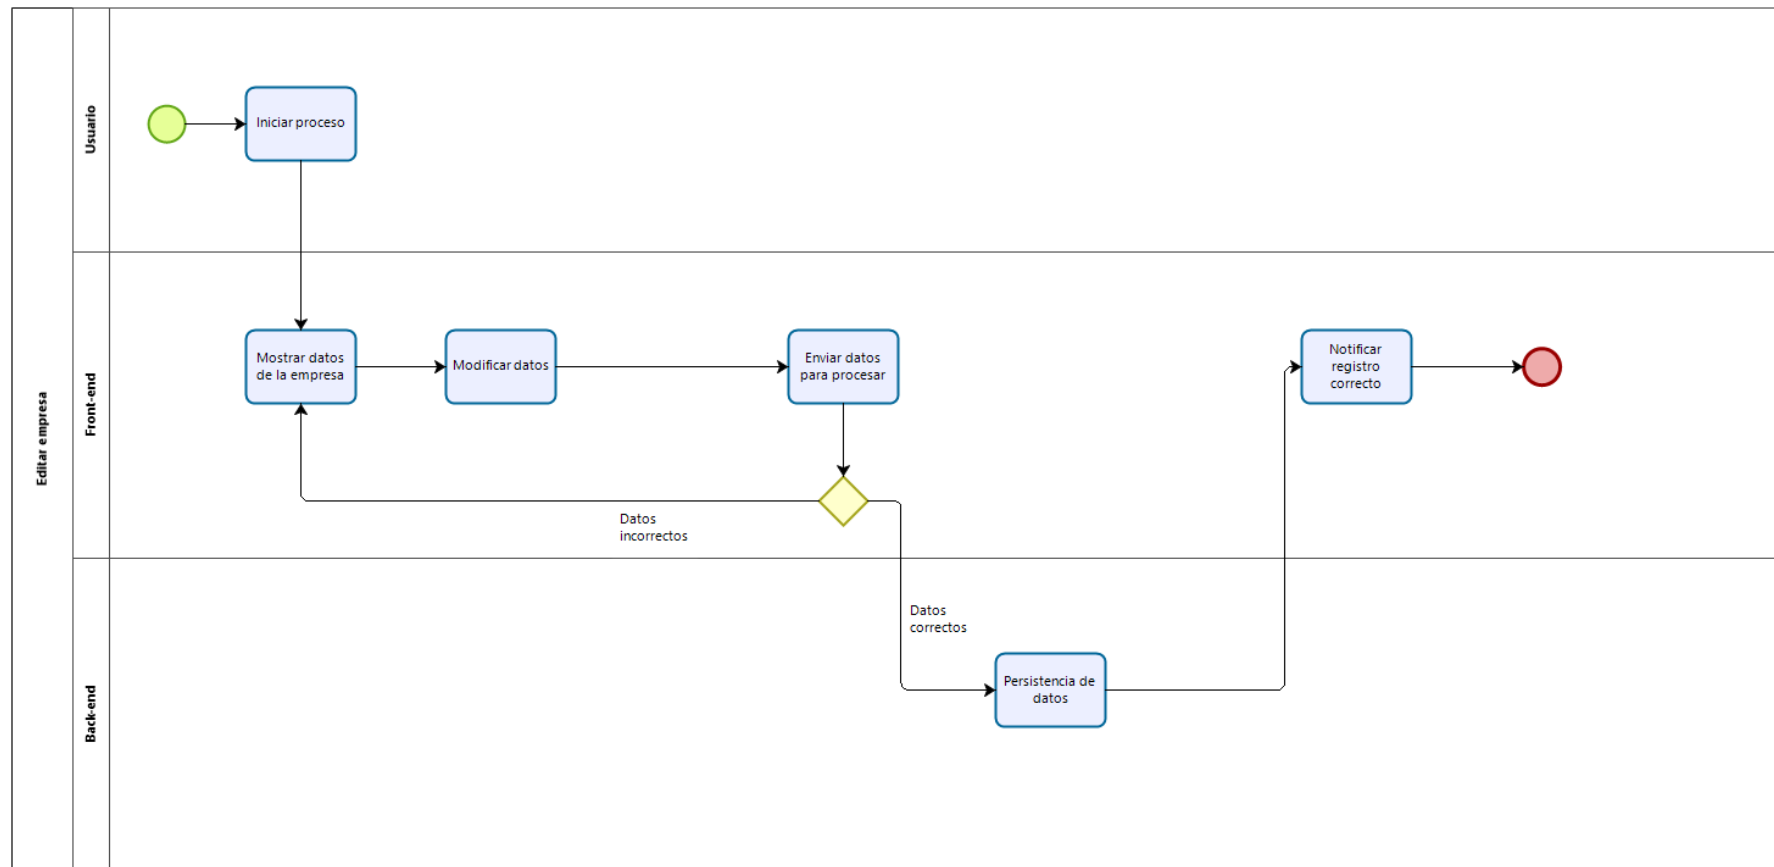 Editar empresa
Usuario
Iniciar proceso
Front-end
Mostrar datos
de la empresa
Modificar datos
Enviar datos
para procesar
Notificar
registro
correcto
Datos
incorrectos
Back-end
Datos
correctos
Persistencia de
datos